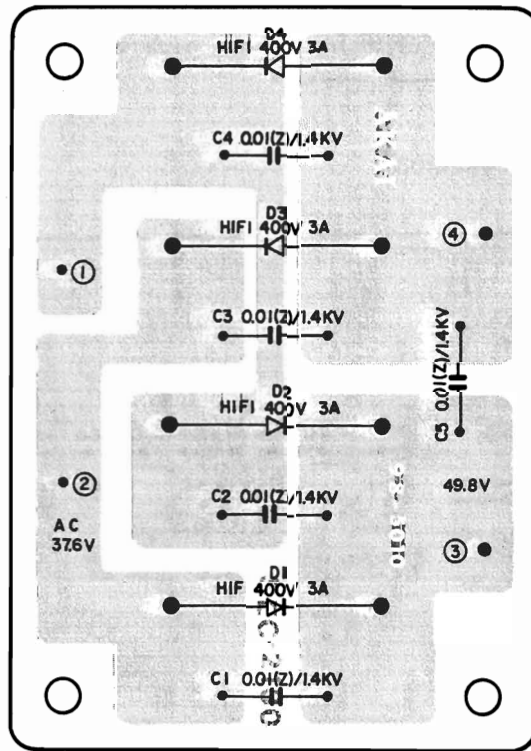 D4
HIFI 400V 3A
C4 0.01(Z)/1.4KV
D3
HIFI 400V 3A
④
①
C3 0.01(Z)/1.4KV
C5 0.01(Z)/1.4KV
D2
HIFI 400V 3A
②
49.8V
C2 0.01(Z)/1.4KV
AC
37.6V
③
D1
HIF 400V 3A
C1 0.01(Z)/1.4KV